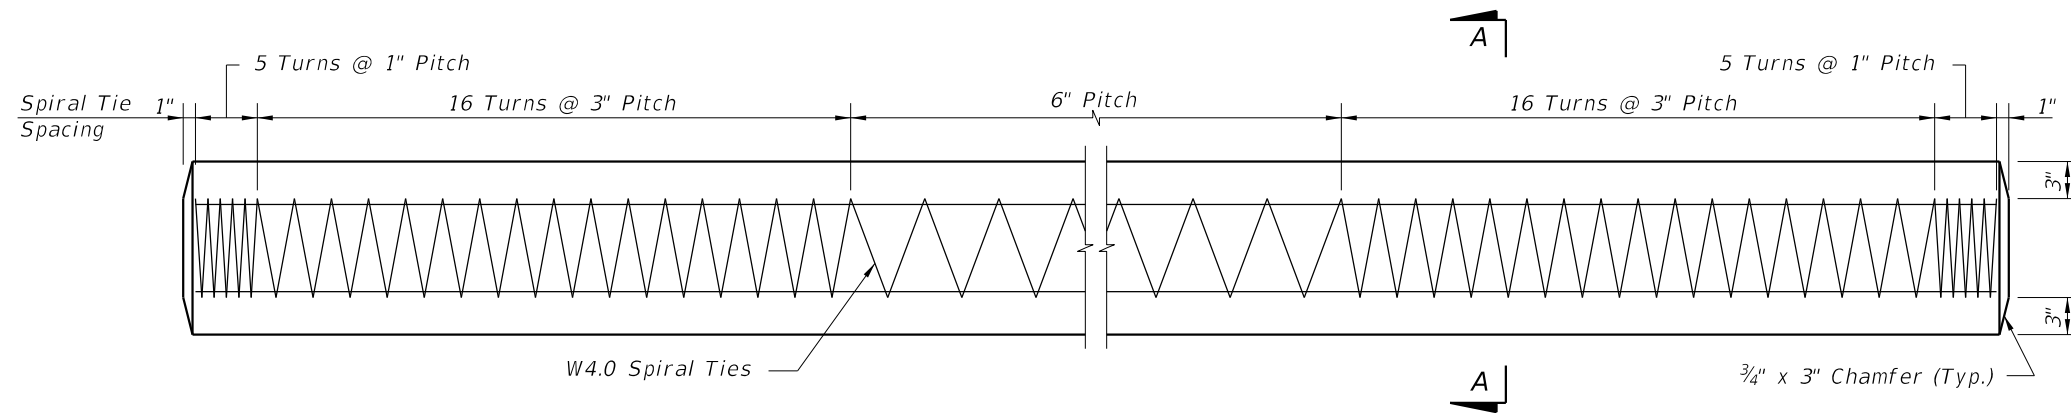 A
5 Turns @ 1" Pitch
5 Turns @ 1" Pitch
Spiral Tie
Spacing
1"
16 Turns @ 3" Pitch
6" Pitch
16 Turns @ 3" Pitch
1"
3"
3"
W4.0 Spiral Ties
A
¾" x 3" Chamfer (Typ.)